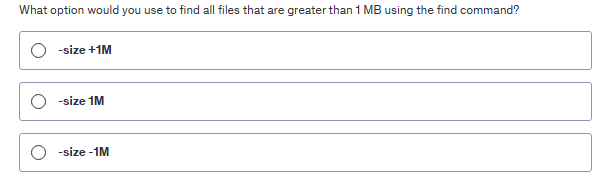 What option would you use to find all files that are greater than 1 MB using the find command?
-size +1M
-size 1M
-size -1M